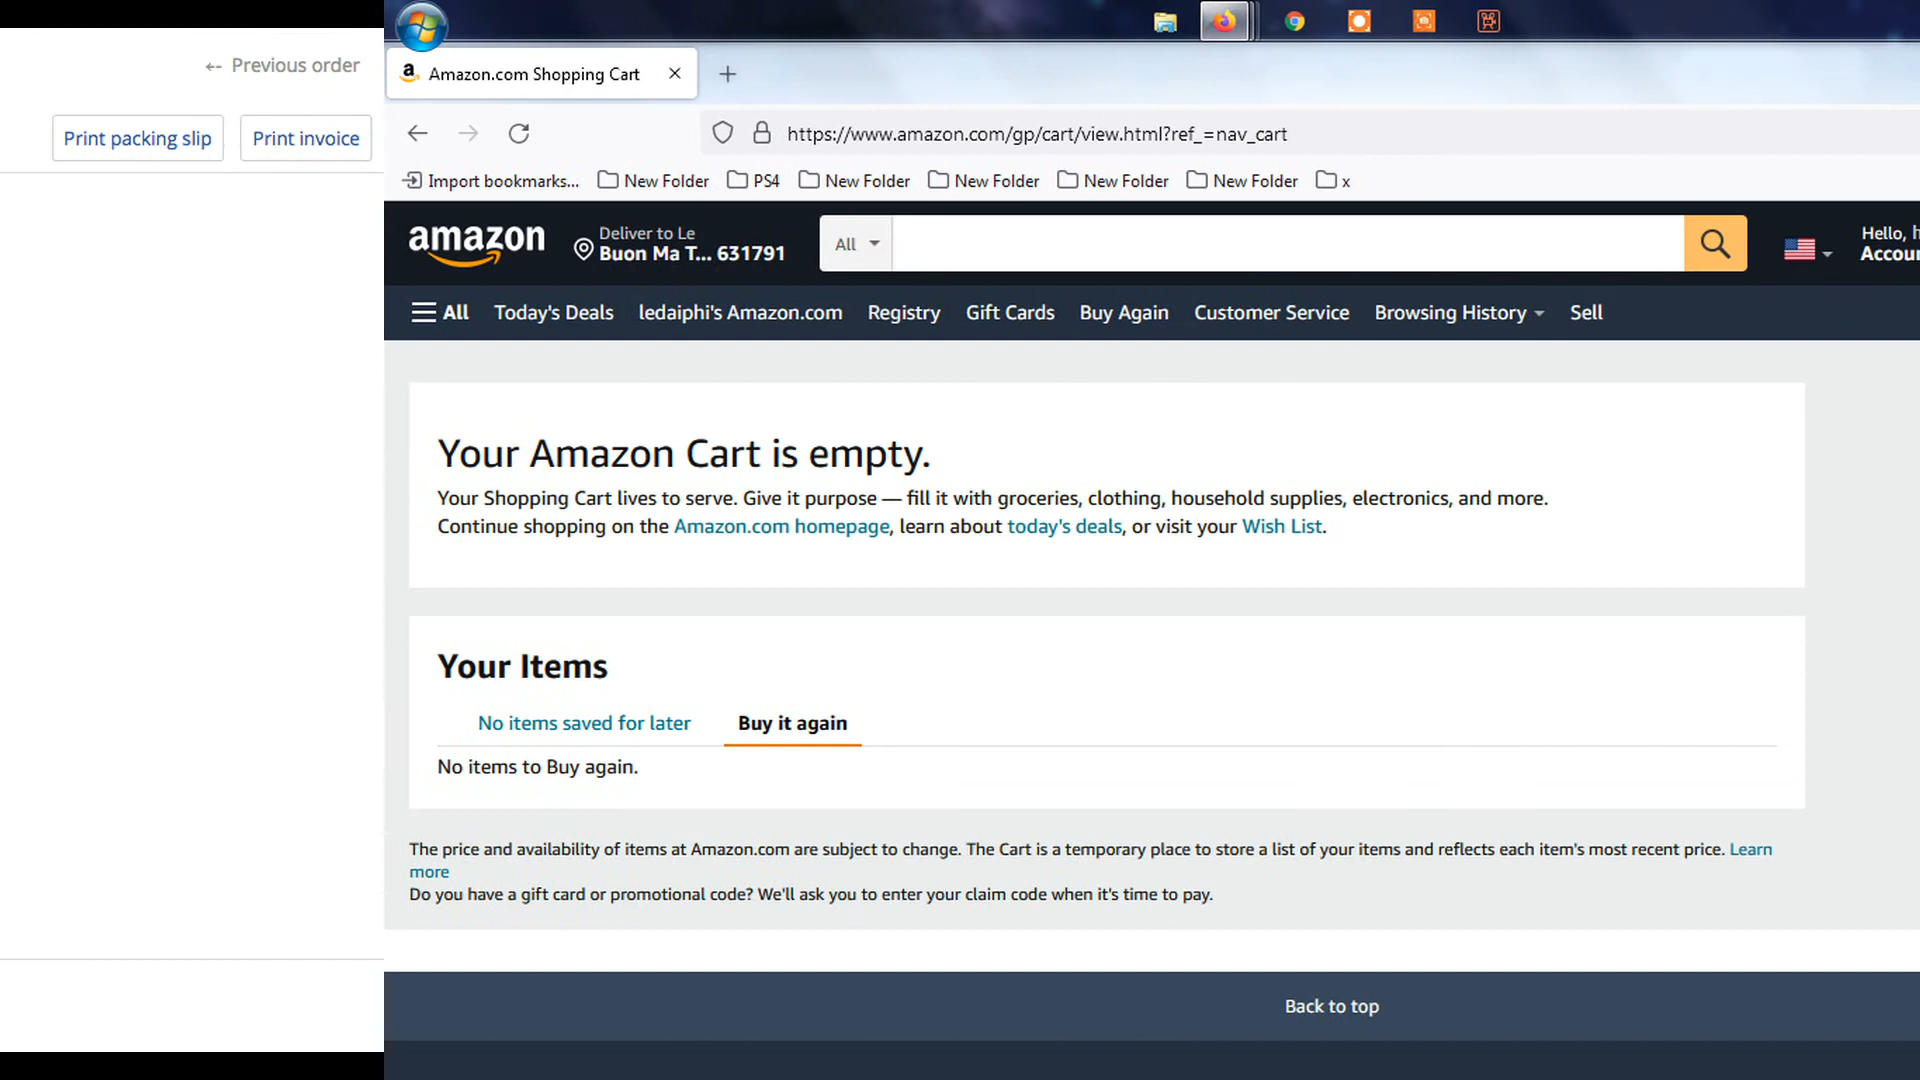 ← Previous order
Print packing slip
Print invoice
Amazon.com Shopping Cart
https://www.amazon.com/gp/cart/view.html?ref_=nav_cart
Import bookmarks... New Folder PS4 New Folder New Folder New Folder New Folder x
amazon
Deliver to Le
Buon Ma T... 631791
All
Hello, h
Accou
All Today's Deals ledaiphi's Amazon.com Registry Gift Cards Buy Again Customer Service Browsing History Sell
Your Amazon Cart is empty.
Your Shopping Cart lives to serve. Give it purpose — fill it with groceries, clothing, household supplies, electronics, and more.
Continue shopping on the Amazon.com homepage, learn about today's deals, or visit your Wish List.
Your Items
No items saved for later Buy it again
No items to Buy again.
The price and availability of items at Amazon.com are subject to change. The Cart is a temporary place to store a list of your items and reflects each item's most recent price. Learn
more
Do you have a gift card or promotional code? We'll ask you to enter your claim code when it's time to pay.
Back to top